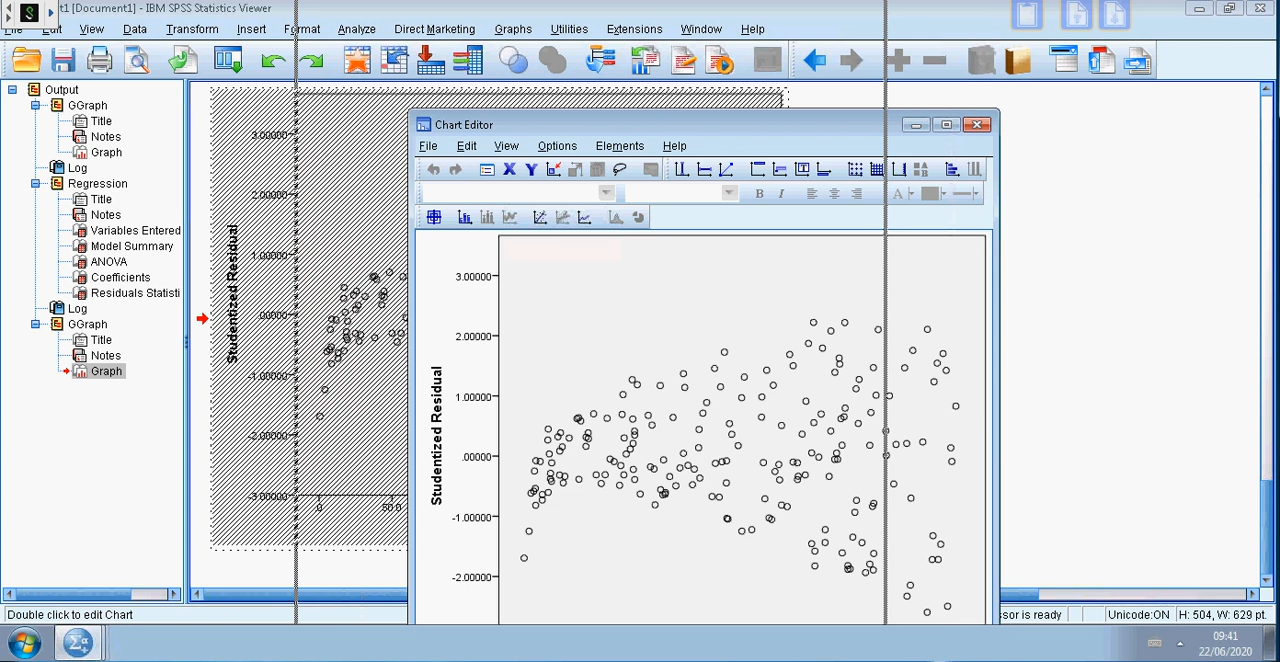 t1 [Document1] - IBM SPSS Statistics Viewer
File Edit View Data Transform Insert Format Analyze Direct Marketing Graphs Utilities Extensions Window Help
Output
GGraph
Title
Notes
Graph
Log
Regression
Title
Notes
Variables Entered
Model Summary
ANOVA
Coefficients
Residuals Statisti
Log
GGraph
Title
Notes
Graph
3.00000
2.00000
1.00000
.00000
-1.00000
-2.00000
-3.00000
Studentized Residual
.0 50.0
Chart Editor
File Edit View Options Elements Help
X Y
B I
A
3.00000
2.00000
1.00000
.00000
-1.00000
-2.00000
Studentized Residual
Double click to edit Chart
ssor is ready Unicode:ON H: 504, W: 629 pt.
09:41
22/06/2020